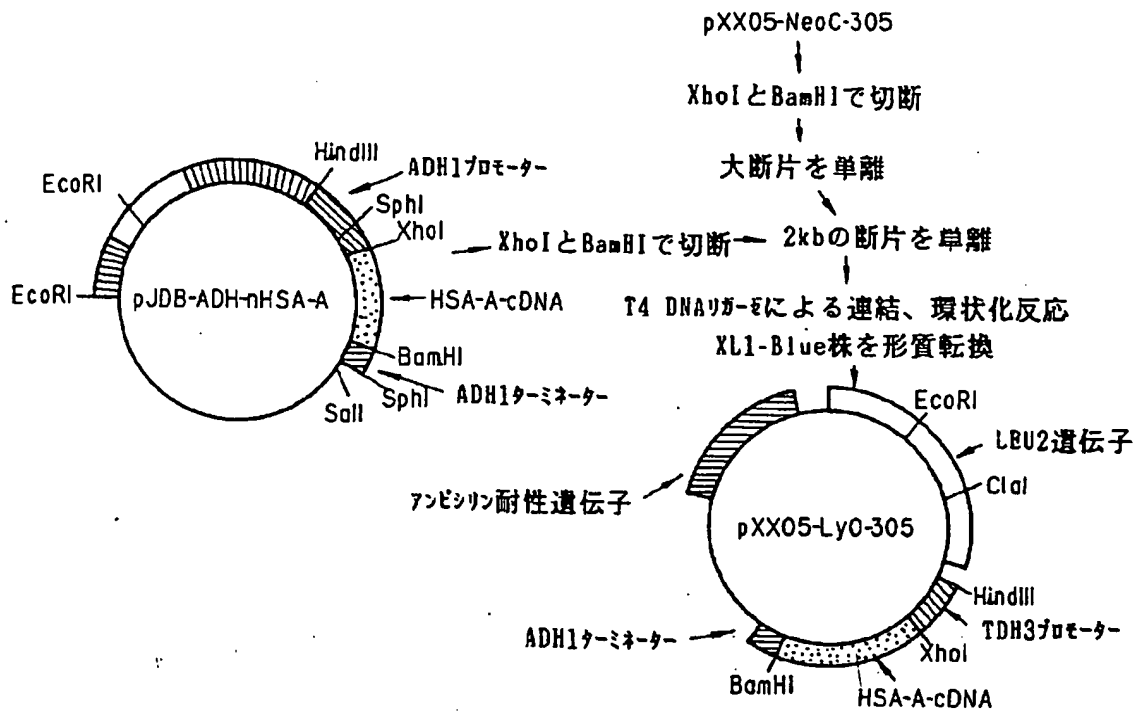 pXX05-NeoC-305
XhoIとBamHIで切断
大断片を単離
HindIII
ADH1プロモーター
EcoRI
SphI
XhoI
XhoIとBamHIで切断
2kbの断片を単離
EcoRI
pJDB-ADH-nHSA-A
HSA-A-cDNA
T4 DNAリガーゼによる連結、環状化反応
XL1-Blue株を形質転換
BamHI
SphI
ADH1ターミネーター
SalI
EcoRI
LEU2遺伝子
ClaI
アンピシリン耐性遺伝子
pXX05-LyO-305
HindIII
TDH3プロモーター
ADH1ターミネーター
XhoI
BamHI
HSA-A-cDNA